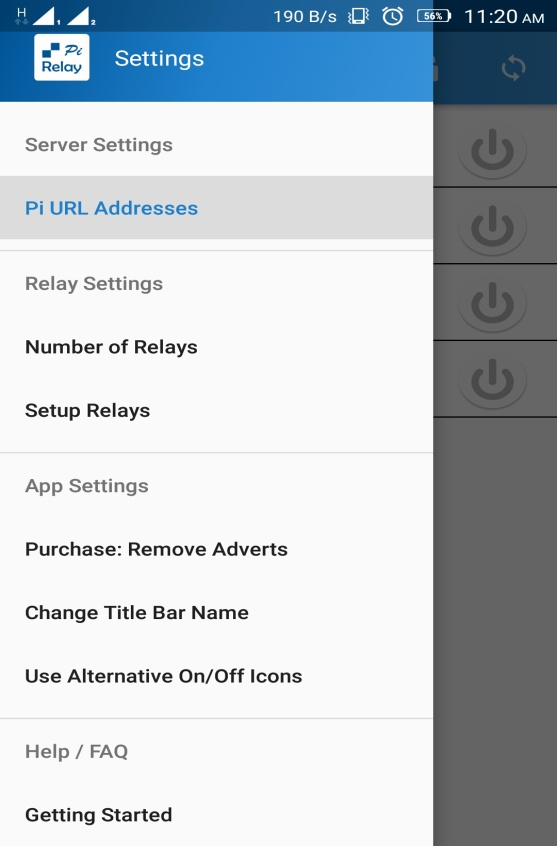 H 1 2 190 B/s 56% 11:20 AM
Pi
Relay
Settings
Server Settings
Pi URL Addresses
Relay Settings
Number of Relays
Setup Relays
App Settings
Purchase: Remove Adverts
Change Title Bar Name
Use Alternative On/Off Icons
Help / FAQ
Getting Started